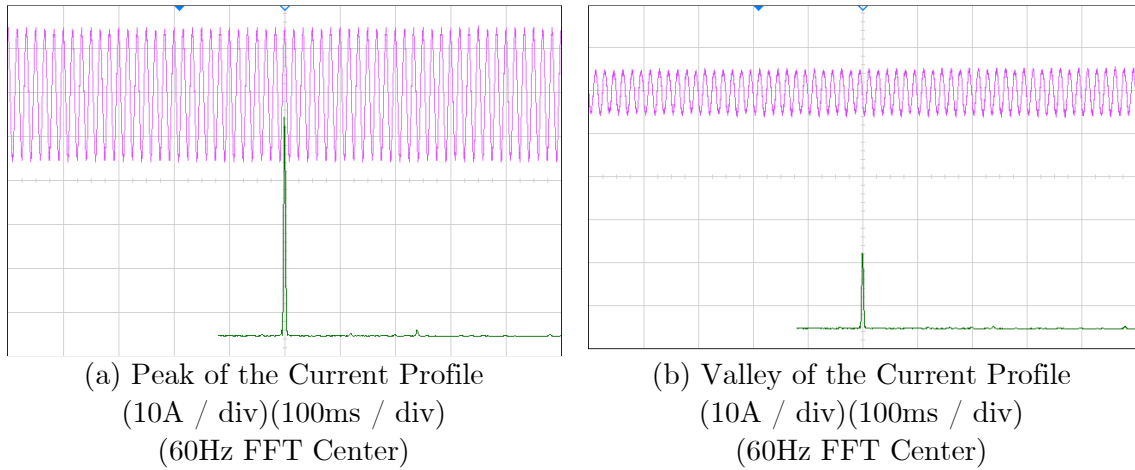 (a) Peak of the Current Profile
(10A / div)(100ms / div)
(60Hz FFT Center)
(b) Valley of the Current Profile
(10A / div)(100ms / div)
(60Hz FFT Center)